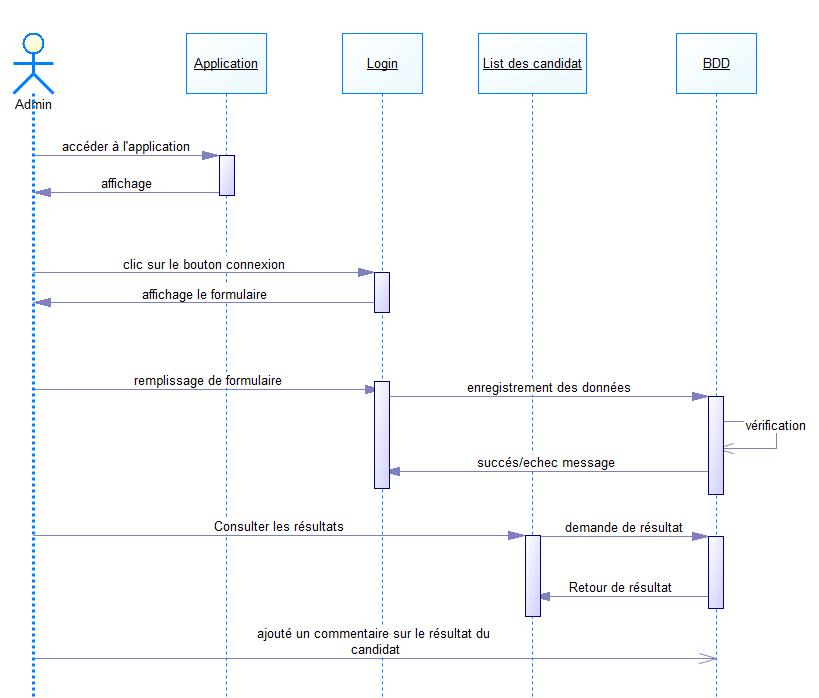 Admin
Application
Login
List des candidat
BDD
accéder à l'application
affichage
clic sur le bouton connexion
affichage le formulaire
remplissage de formulaire
enregistrement des données
vérification
succés/echec message
Consulter les résultats
demande de résultat
Retour de résultat
ajouté un commentaire sur le résultat du
candidat